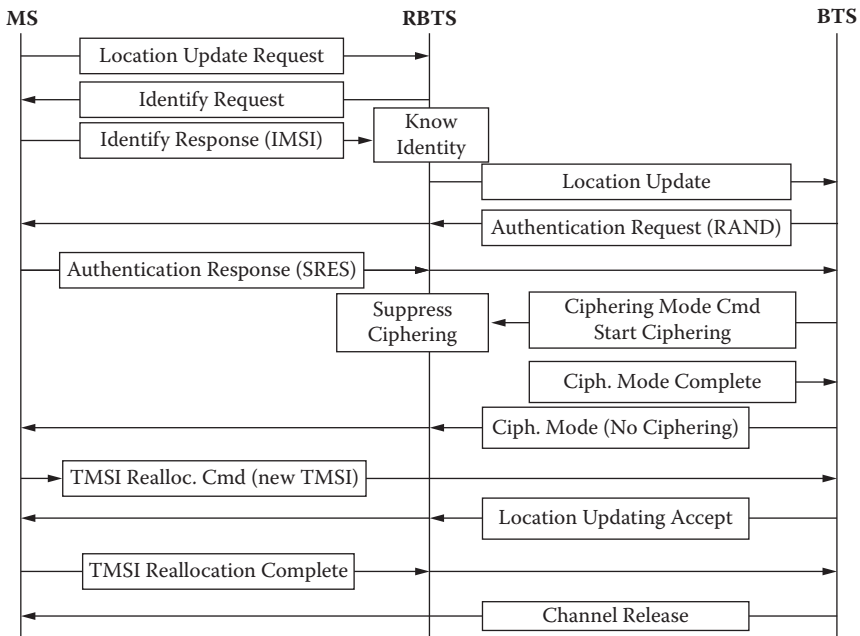 MS RBTS BTS
Location Update Request
Identify Request
Identify Response (IMSI)
Know
Identity
Location Update
Authentication Request (RAND)
Authentication Response (SRES)
Suppress
Ciphering
Ciphering Mode Cmd
Start Ciphering
Ciph. Mode Complete
Ciph. Mode (No Ciphering)
TMSI Realloc. Cmd (new TMSI)
Location Updating Accept
TMSI Reallocation Complete
Channel Release